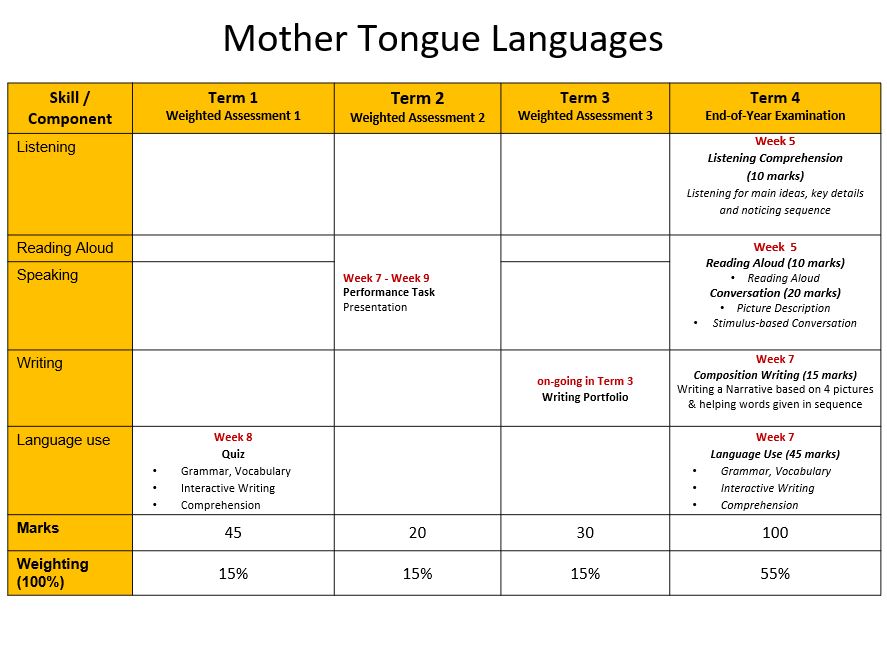 Mother Tongue Languages
Skill /
Component
Term 1
Weighted Assessment 1
Term 2
Weighted Assessment 2
Term 3
Weighted Assessment 3
Term 4
End-of-Year Examination
Listening
Week 5
Listening Comprehension
(10 marks)
Listening for main ideas, key details
and noticing sequence
Reading Aloud
Speaking
Week 7 - Week 9
Performance Task
Presentation
Week 5
Reading Aloud (10 marks)
• Reading Aloud
Conversation (20 marks)
• Picture Description
• Stimulus-based Conversation
Writing
on-going in Term 3
Writing Portfolio
Week 7
Composition Writing (15 marks)
Writing a Narrative based on 4 pictures
& helping words given in sequence
Language use
Week 8
Quiz
• Grammar, Vocabulary
• Interactive Writing
• Comprehension
Week 7
Language Use (45 marks)
• Grammar, Vocabulary
• Interactive Writing
• Comprehension
Marks
45
20
30
100
Weighting
(100%)
15%
15%
15%
55%